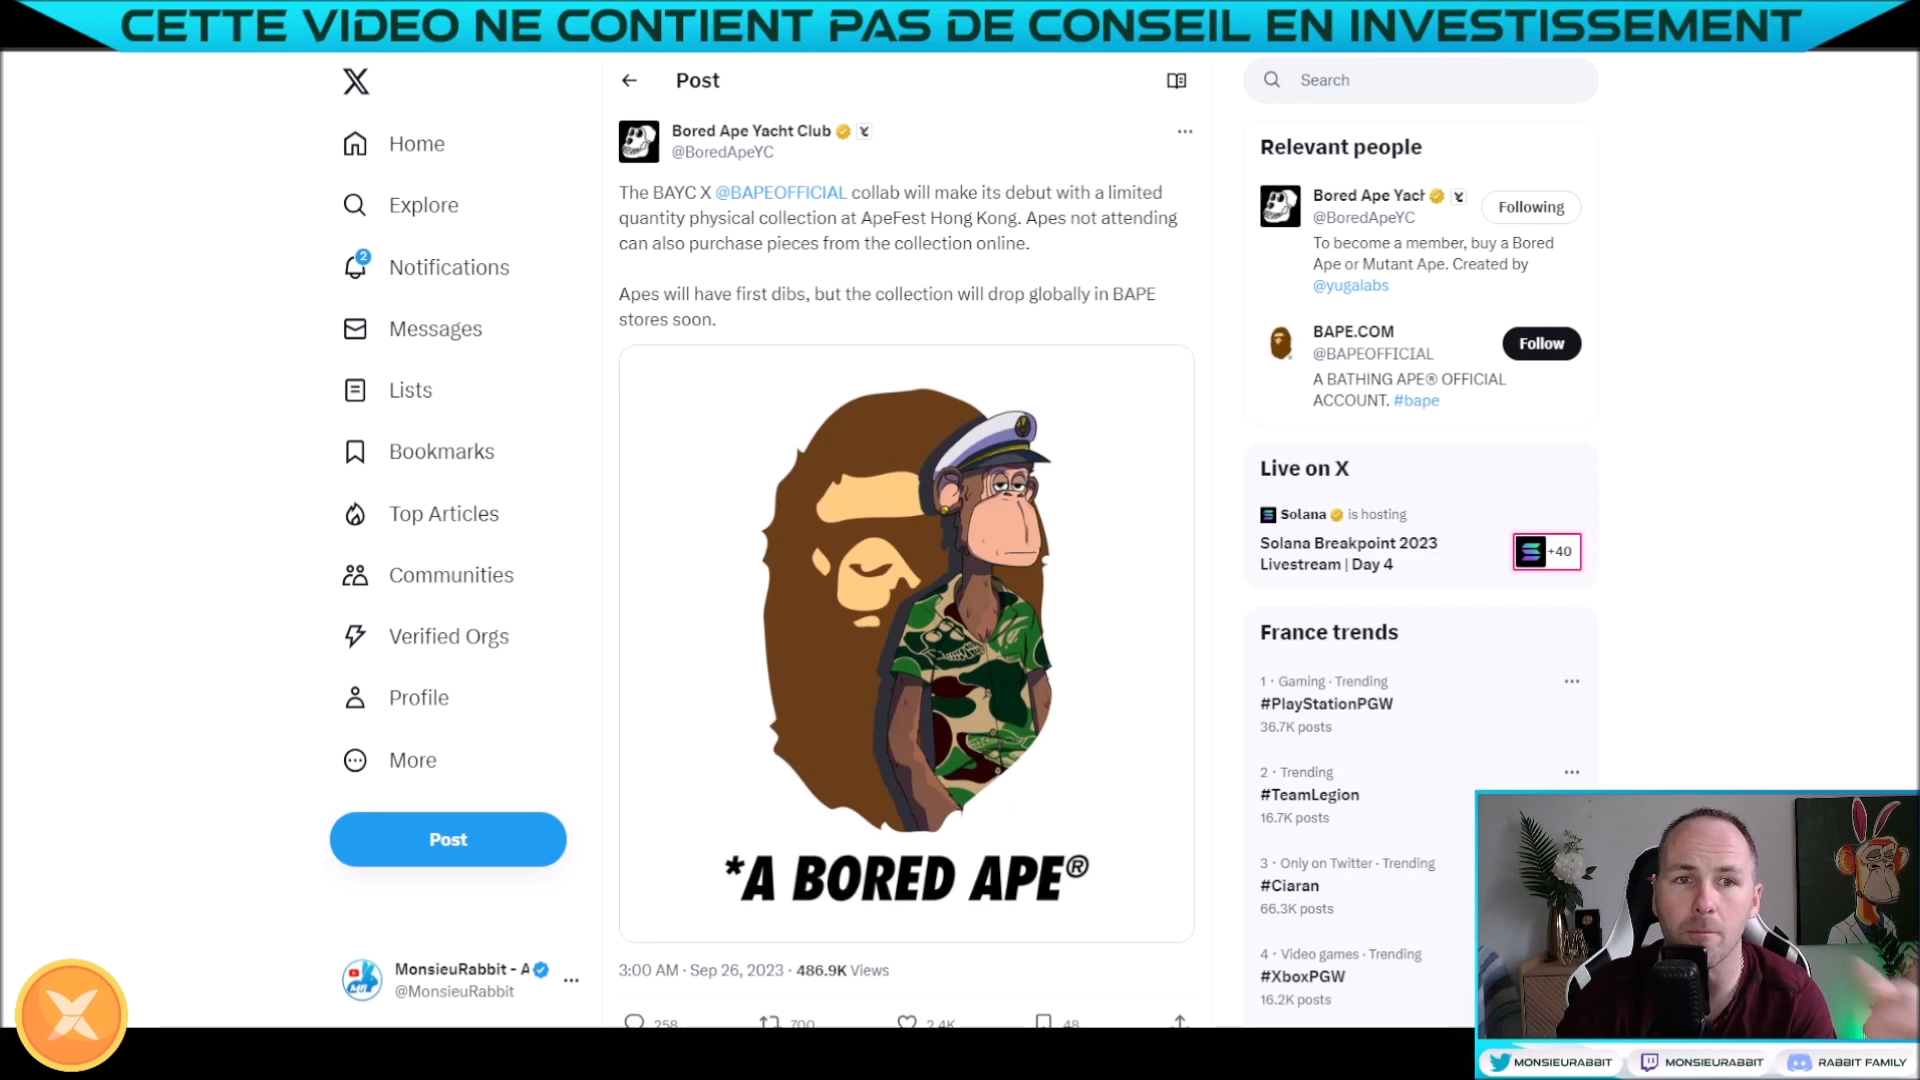 CETTE VIDEO NE CONTIENT PAS DE CONSEIL EN INVESTISSEMENT
Home
Explore
2
Notifications
Messages
Lists
Bookmarks
Top Articles
Communities
Verified Orgs
Profile
More
Post
MonsieuRabbit - A
@MonsieuRabbit
Post
Bored Ape Yacht Club
@BoredApeYC
The BAYC X @BAPEOFFICIAL collab will make its debut with a limited
quantity physical collection at ApeFest Hong Kong. Apes not attending
can also purchase pieces from the collection online.
Apes will have first dibs, but the collection will drop globally in BAPE
stores soon.
*A BORED APE®
3:00 AM · Sep 26, 2023 · 486.9K Views
258 700 2.4K 48
Search
Relevant people
Bored Ape Yach
@BoredApeYC
Following
To become a member, buy a Bored
Ape or Mutant Ape. Created by
@yugalabs
BAPE.COM
@BAPEOFFICIAL
Follow
A BATHING APE® OFFICIAL
ACCOUNT. #bape
Live on X
Solana is hosting
Solana Breakpoint 2023
Livestream | Day 4
+40
France trends
1 · Gaming · Trending
#PlayStationPGW
36.7K posts
2 · Trending
#TeamLegion
16.7K posts
3 · Only on Twitter · Trending
#Ciaran
66.3K posts
4 · Video games · Trending
#XboxPGW
16.2K posts
MONSIEURABBIT MONSIEURABBIT RABBIT FAMILY